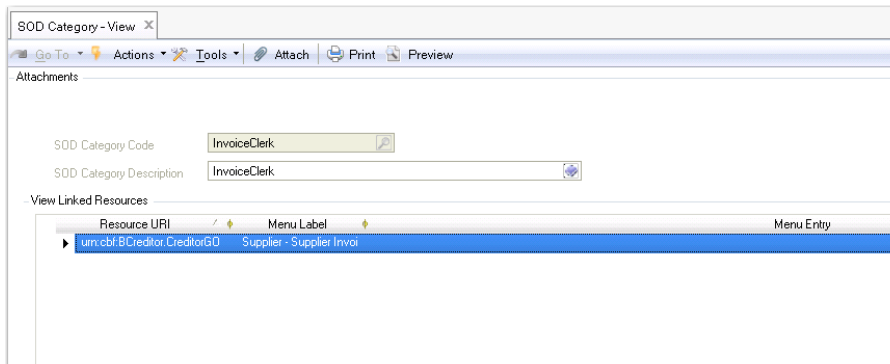 SOD Category - View
Go To Actions Tools Attach Print Preview
Attachments
SOD Category Code InvoiceClerk
SOD Category Description InvoiceClerk
View Linked Resources
Resource URI Menu Label Menu Entry
urn:cbf:BCreditor.CreditorGO Supplier - Supplier Invoi